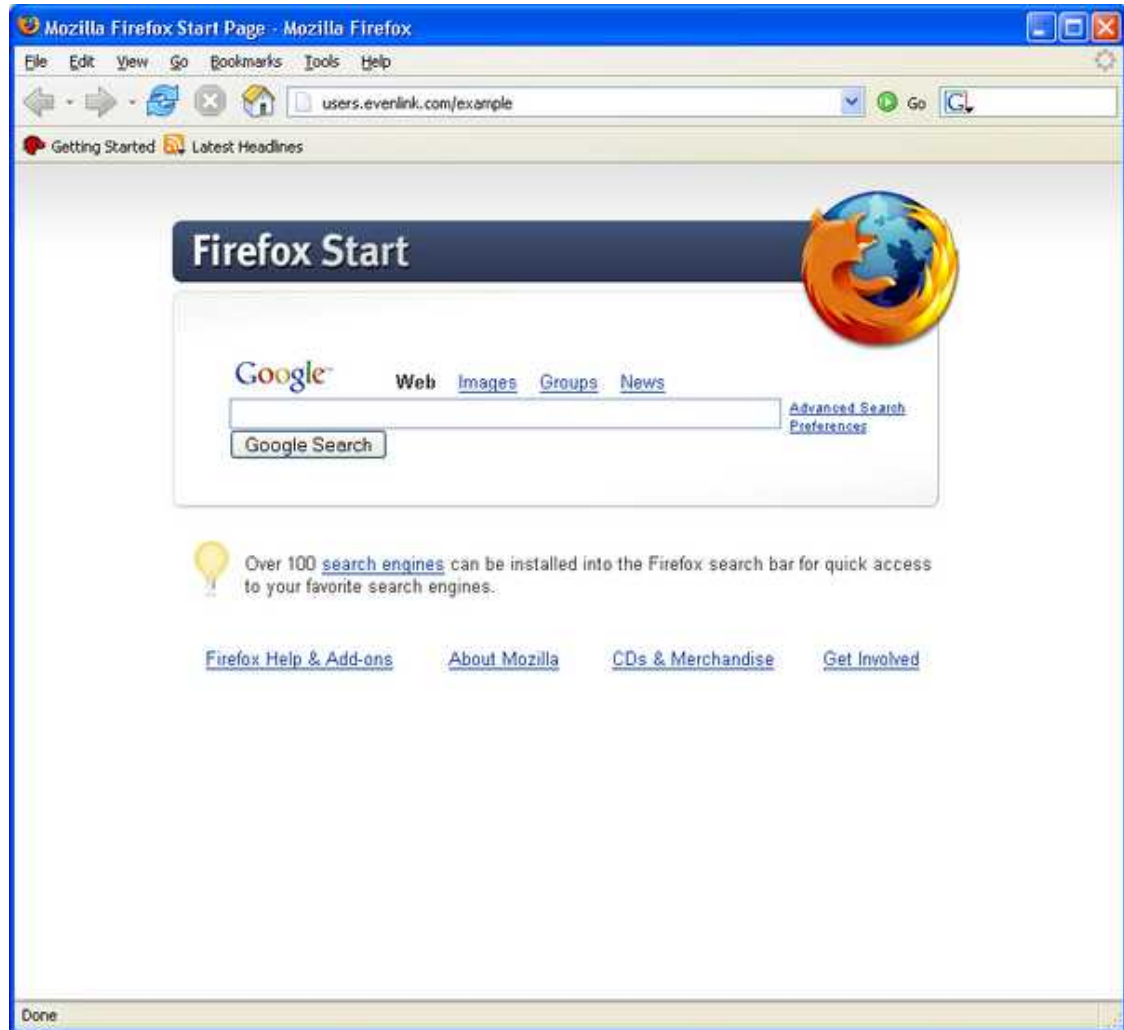 Mozilla Firefox Start Page - Mozilla Firefox
File Edit View Go Bookmarks Tools Help
users.evenlink.com/example Go G
Getting Started Latest Headlines
Firefox Start
Google™ Web Images Groups News
Advanced Search
Preferences
Google Search
Over 100 search engines can be installed into the Firefox search bar for quick access
to your favorite search engines.
Firefox Help & Add-ons About Mozilla CDs & Merchandise Get Involved
Done